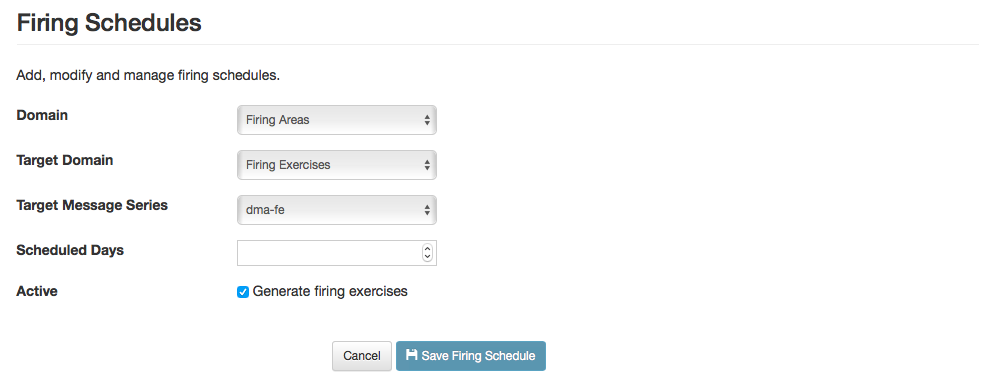 Firing Schedules
Add, modify and manage firing schedules.
Domain Firing Areas
Target Domain Firing Exercises
Target Message Series dma-fe
Scheduled Days
Active Generate firing exercises
Cancel Save Firing Schedule